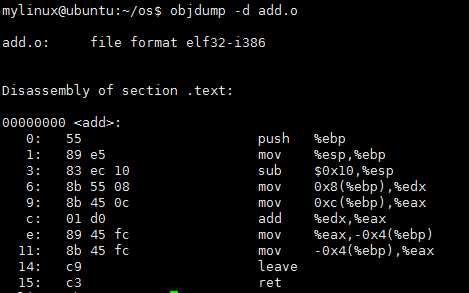 mylinux@ubuntu:~/os$ objdump -d add.o
add.o:     file format elf32-i386
Disassembly of section .text:
00000000 <add>:
   0:   55                      push   %ebp
   1:   89 e5                   mov    %esp,%ebp
   3:   83 ec 10                sub    $0x10,%esp
   6:   8b 55 08                mov    0x8(%ebp),%edx
   9:   8b 45 0c                mov    0xc(%ebp),%eax
   c:   01 d0                   add    %edx,%eax
   e:   89 45 fc                mov    %eax,-0x4(%ebp)
  11:   8b 45 fc                mov    -0x4(%ebp),%eax
  14:   c9                      leave
  15:   c3                      ret